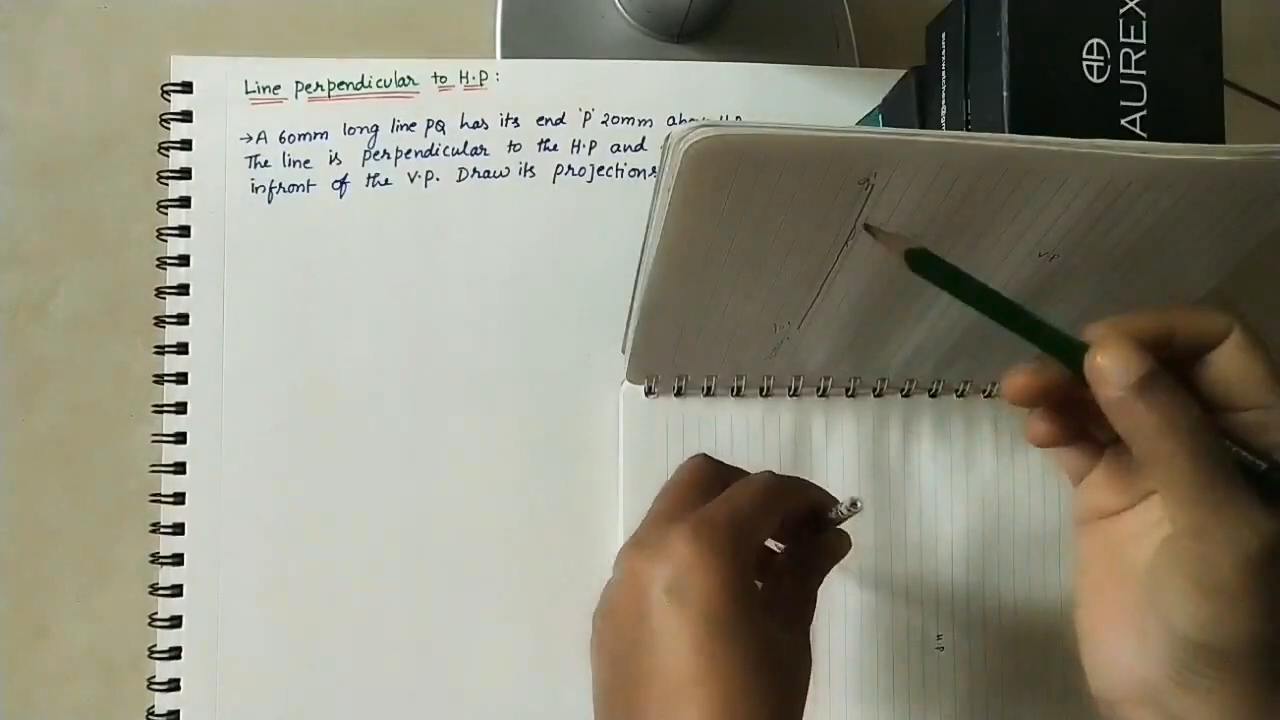 Line perpendicular to H.P :
→ A 60mm long line PQ has its end 'P' 20mm above H.P
The line is perpendicular to the H.P and
infront of the V.P. Draw its projections
V.P
H.P
AUREX